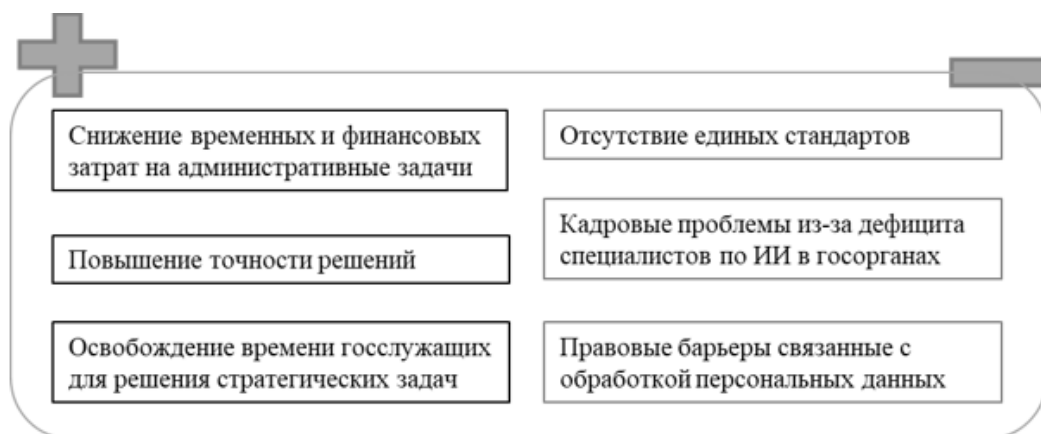 Снижение временных и финансовых
затрат на административные задачи
Повышение точности решений
Освобождение времени госслужащих
для решения стратегических задач
Отсутствие единых стандартов
Кадровые проблемы из-за дефицита
специалистов по ИИ в госорганах
Правовые барьеры связанные с
обработкой персональных данных